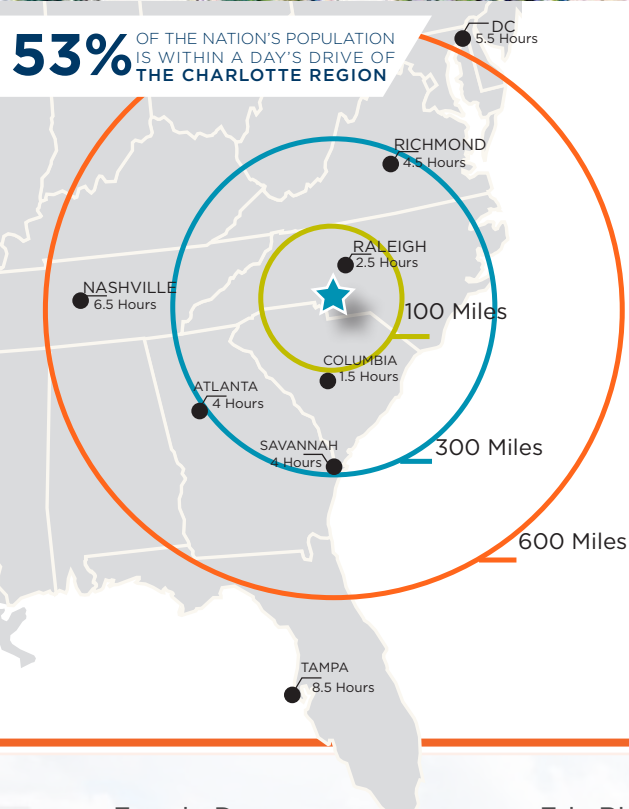 53% OF THE NATION'S POPULATION
IS WITHIN A DAY'S DRIVE OF
THE CHARLOTTE REGION
DC
5.5 Hours
RICHMOND
4.5 Hours
RALEIGH
2.5 Hours
NASHVILLE
6.5 Hours
100 Miles
COLUMBIA
1.5 Hours
ATLANTA
4 Hours
SAVANNAH
4 Hours
300 Miles
600 Miles
TAMPA
8.5 Hours